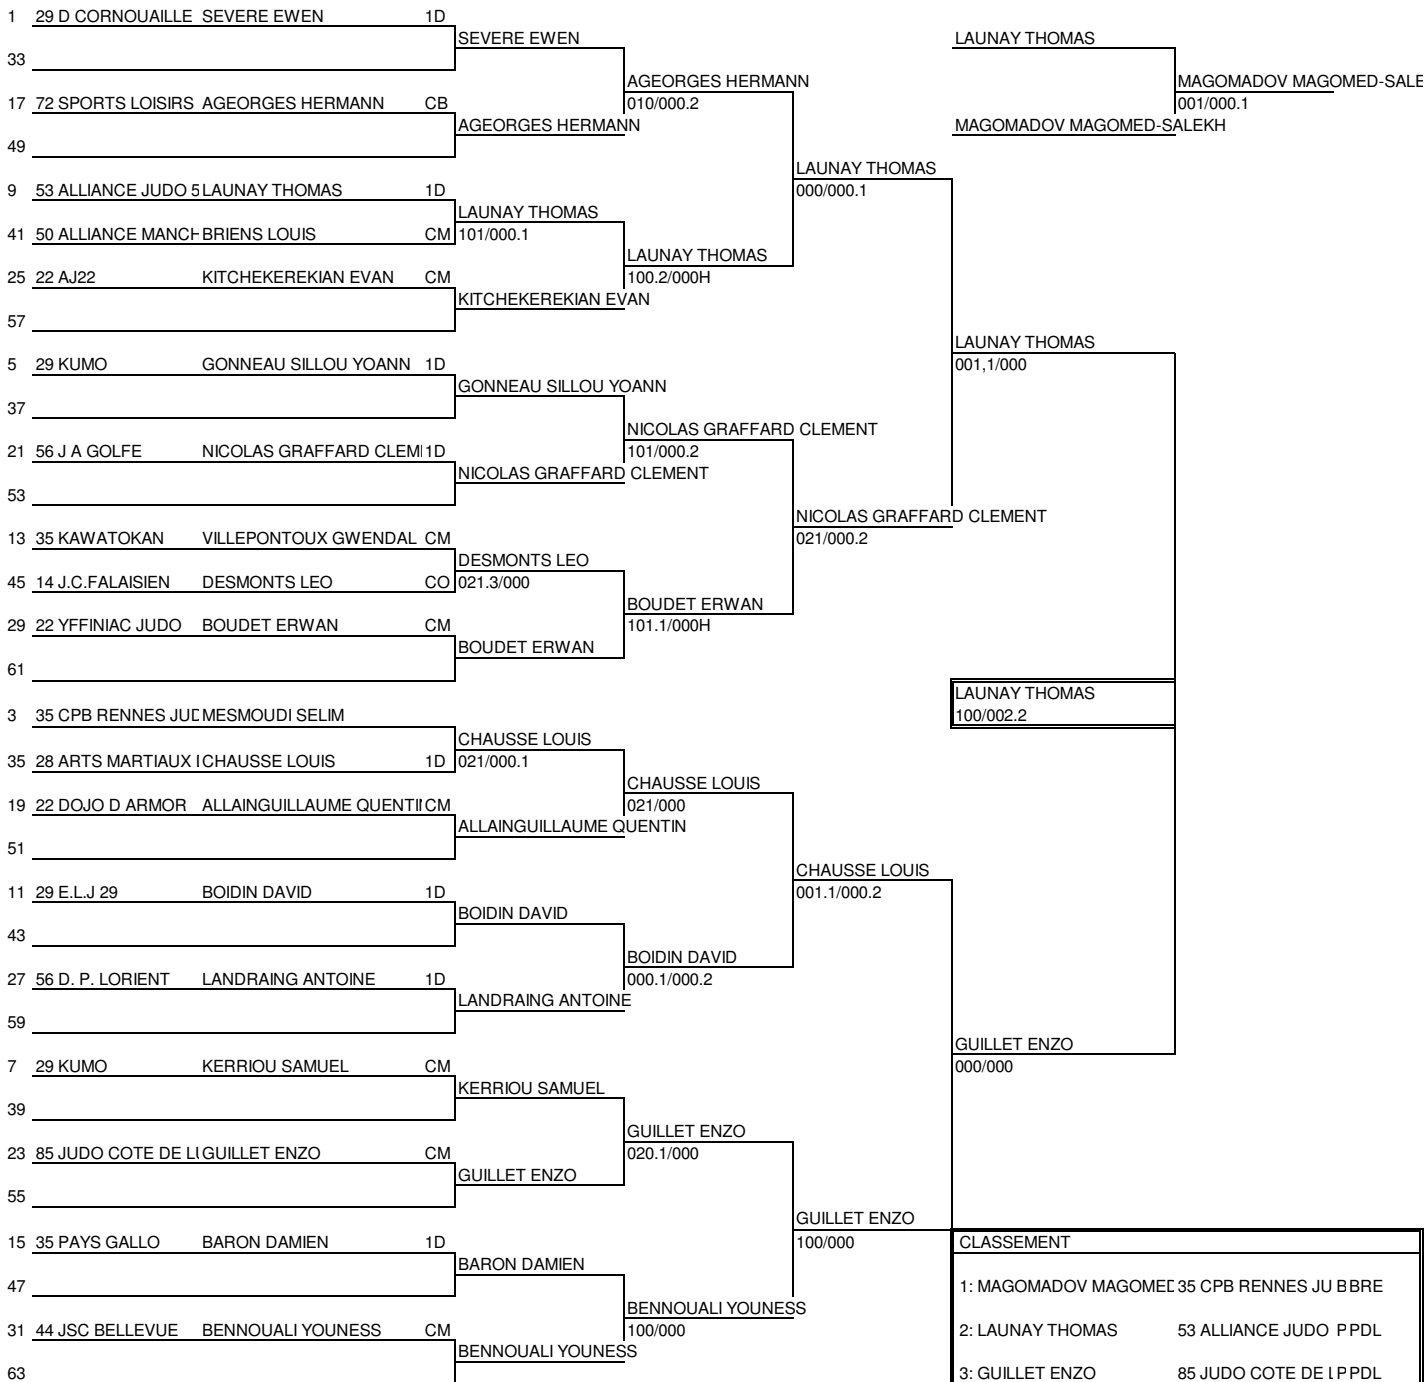 1 29 D CORNOUAILLE SEVERE EWEN 1D
SEVERE EWEN
LAUNAY THOMAS
33
AGEORGES HERMANN
MAGOMADOV MAGOMED-SALE
17 72 SPORTS LOISIRS AGEORGES HERMANN CB
010/000.2
001/000.1
AGEORGES HERMANN
MAGOMADOV MAGOMED-SALEKH
49
LAUNAY THOMAS
9 53 ALLIANCE JUDO 5 LAUNAY THOMAS 1D
000/000.1
LAUNAY THOMAS
41 50 ALLIANCE MANCH BRIENS LOUIS CM 101/000.1
LAUNAY THOMAS
25 22 AJ22 KITCHEKEREKIAN EVAN CM
100.2/000H
KITCHEKEREKIAN EVAN
57
LAUNAY THOMAS
5 29 KUMO GONNEAU SILLOU YOANN 1D
001,1/000
GONNEAU SILLOU YOANN
37
NICOLAS GRAFFARD CLEMENT
21 56 J A GOLFE NICOLAS GRAFFARD CLEM 1D
101/000.2
NICOLAS GRAFFARD CLEMENT
53
NICOLAS GRAFFARD CLEMENT
13 35 KAWATOKAN VILLEPONTOUX GWENDAL CM
021/000.2
DESMONTS LEO
45 14 J.C.FALAISIEN DESMONTS LEO CO 021.3/000
BOUDET ERWAN
29 22 YFFINIAC JUDO BOUDET ERWAN CM
101.1/000H
BOUDET ERWAN
61
LAUNAY THOMAS
3 35 CPB RENNES JUD MESMOUDI SELIM
100/002.2
CHAUSSE LOUIS
35 28 ARTS MARTIAUX CHAUSSE LOUIS 1D 021/000.1
CHAUSSE LOUIS
19 22 DOJO D ARMOR ALLAINGUILLAUME QUENTI CM
021/000
ALLAINGUILLAUME QUENTIN
51
CHAUSSE LOUIS
11 29 E.L.J 29 BOIDIN DAVID 1D
001.1/000.2
BOIDIN DAVID
43
BOIDIN DAVID
27 56 D. P. LORIENT LANDRAING ANTOINE 1D
000.1/000.2
LANDRAING ANTOINE
59
GUILLET ENZO
7 29 KUMO KERRIOU SAMUEL CM
000/000
KERRIOU SAMUEL
39
GUILLET ENZO
23 85 JUDO COTE DE LU GUILLET ENZO CM
020.1/000
GUILLET ENZO
55
GUILLET ENZO
15 35 PAYS GALLO BARON DAMIEN 1D
100/000
CLASSEMENT
BARON DAMIEN
47
1: MAGOMADOV MAGOMED 35 CPB RENNES JU B BRE
BENNOUALI YOUNESS
31 44 JSC BELLEVUE BENNOUALI YOUNESS CM
100/000
2: LAUNAY THOMAS 53 ALLIANCE JUDO P PDL
BENNOUALI YOUNESS
63
3: GUILLET ENZO 85 JUDO COTE DE L P PDL